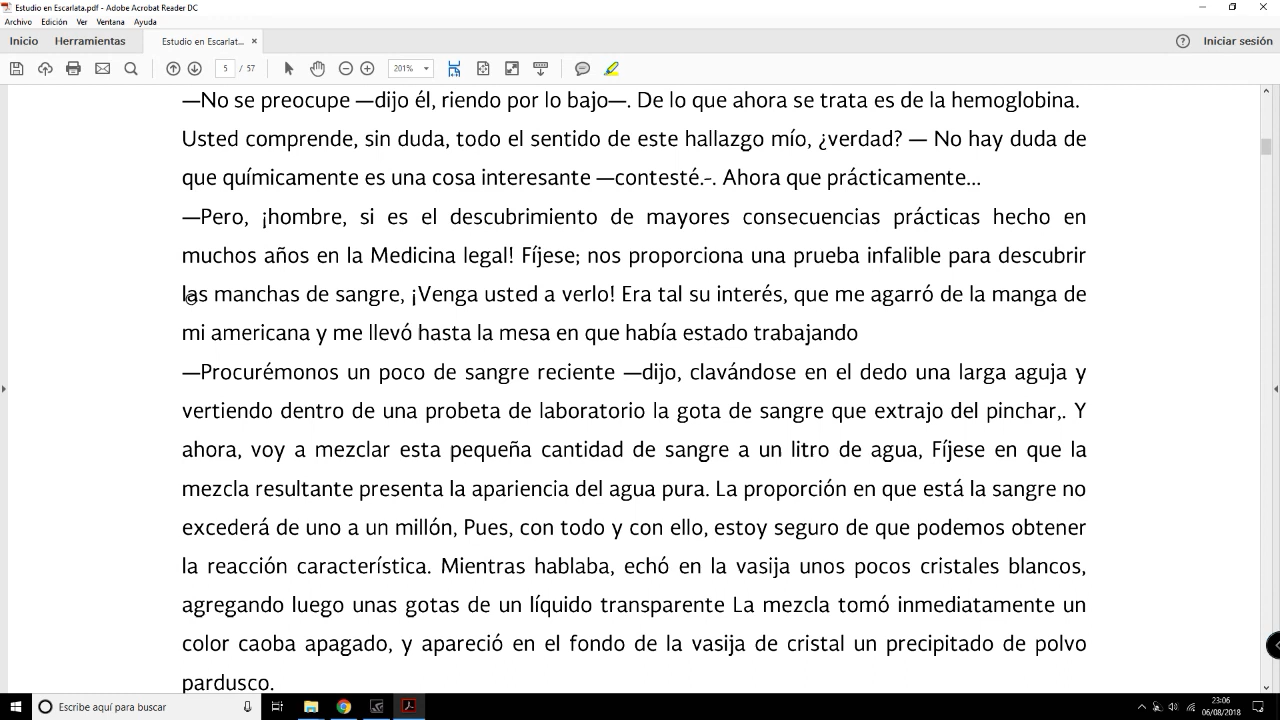 Estudio en Escarlata.pdf - Adobe Acrobat Reader DC
Archivo Edición Ver Ventana Ayuda
Inicio Herramientas Estudio en Escarlat... × Iniciar sesión
5 / 57 201%
—No se preocupe —dijo él, riendo por lo bajo—. De lo que ahora se trata es de la hemoglobina.
Usted comprende, sin duda, todo el sentido de este hallazgo mío, ¿verdad? — No hay duda de
que químicamente es una cosa interesante —contesté.-. Ahora que prácticamente...
—Pero, ¡hombre, si es el descubrimiento de mayores consecuencias prácticas hecho en
muchos años en la Medicina legal! Fíjese; nos proporciona una prueba infalible para descubrir
las manchas de sangre, ¡Venga usted a verlo! Era tal su interés, que me agarró de la manga de
mi americana y me llevó hasta la mesa en que había estado trabajando
—Procurémonos un poco de sangre reciente —dijo, clavándose en el dedo una larga aguja y
vertiendo dentro de una probeta de laboratorio la gota de sangre que extrajo del pinchar,. Y
ahora, voy a mezclar esta pequeña cantidad de sangre a un litro de agua, Fíjese en que la
mezcla resultante presenta la apariencia del agua pura. La proporción en que está la sangre no
excederá de uno a un millón, Pues, con todo y con ello, estoy seguro de que podemos obtener
la reacción característica. Mientras hablaba, echó en la vasija unos pocos cristales blancos,
agregando luego unas gotas de un líquido transparente La mezcla tomó inmediatamente un
color caoba apagado, y apareció en el fondo de la vasija de cristal un precipitado de polvo
pardusco.
Escribe aquí para buscar
23:06
06/08/2018